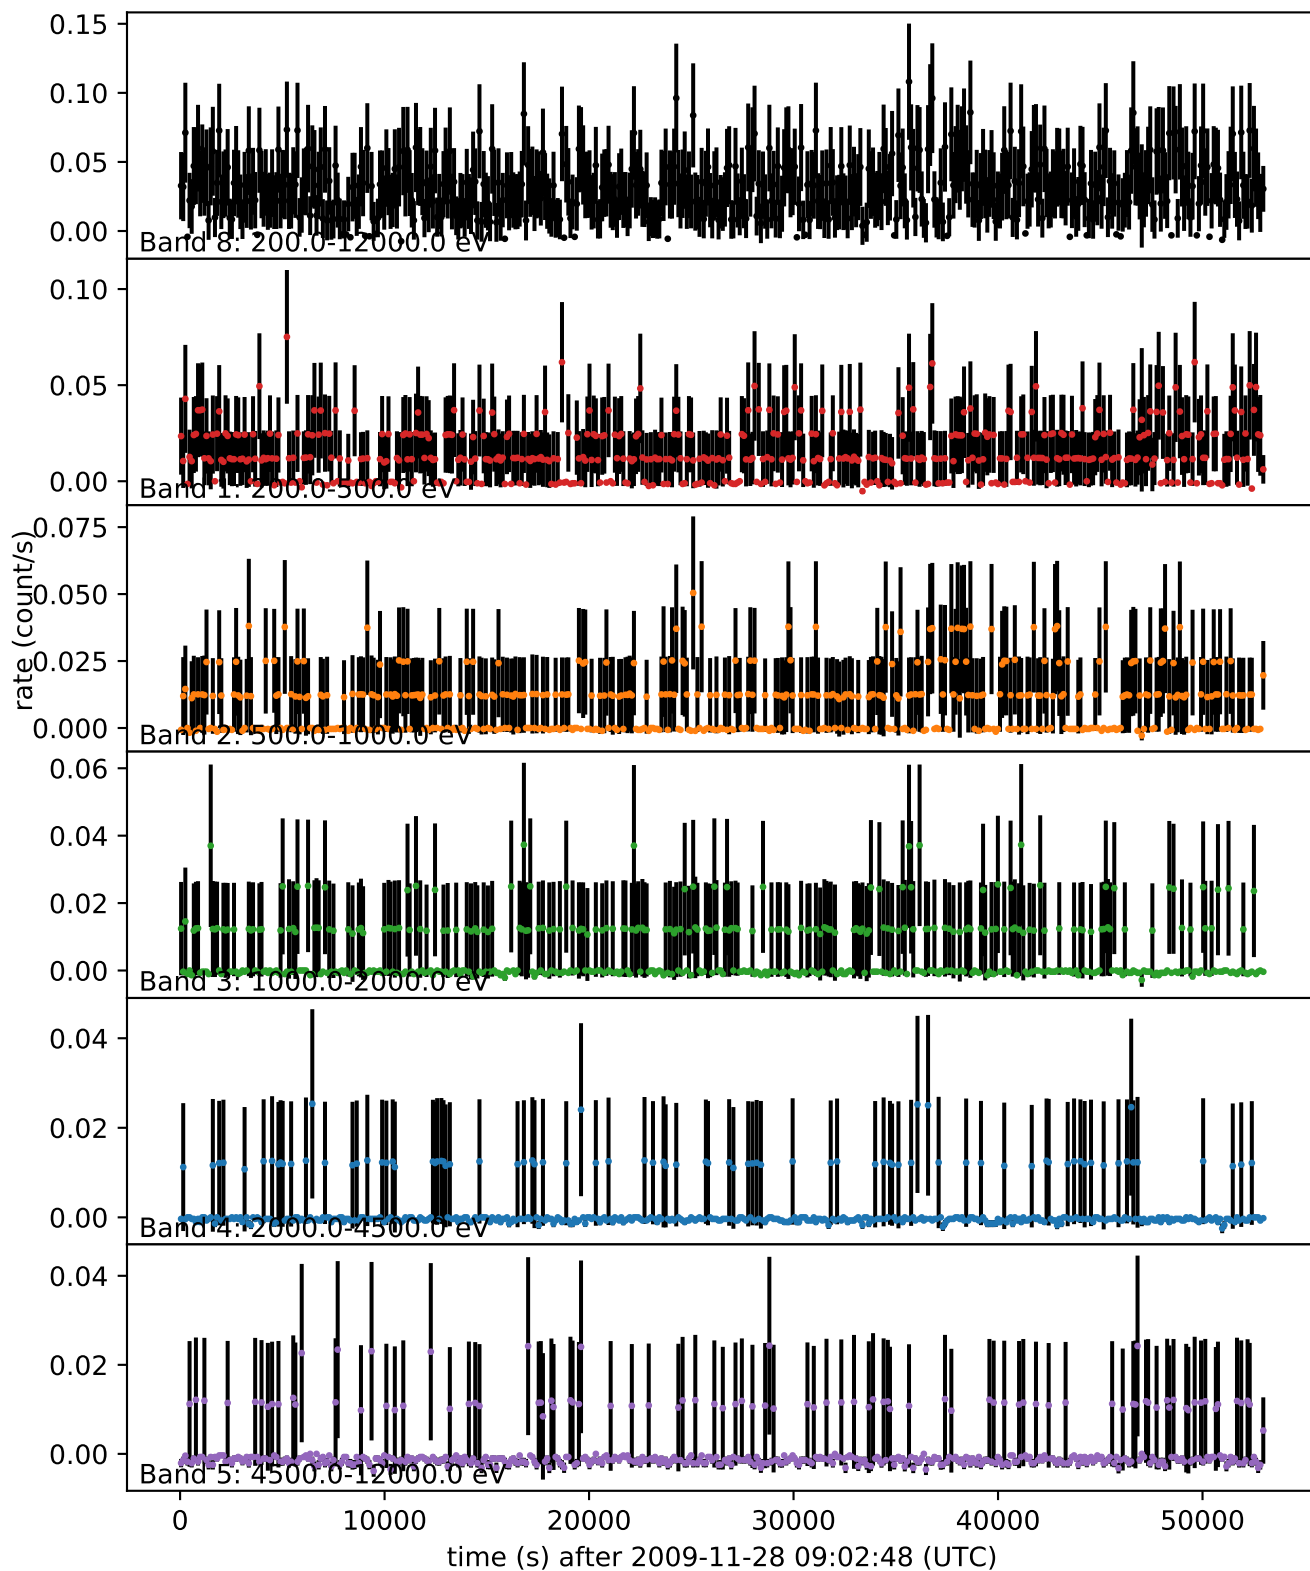 0.15
0.10
0.05
0.00
Band 8: 200.0-12000.0 eV
0.10
0.05
0.00
Band 1: 200.0-500.0 eV
rate (count/s)
0.075
0.050
0.025
0.000
Band 2: 500.0-1000.0 eV
0.06
0.04
0.02
0.00
Band 3: 1000.0-2000.0 eV
0.04
0.02
0.00
Band 4: 2000.0-4500.0 eV
0.04
0.02
0.00
Band 5: 4500.0-12000.0 eV
0 10000 20000 30000 40000 50000
time (s) after 2009-11-28 09:02:48 (UTC)